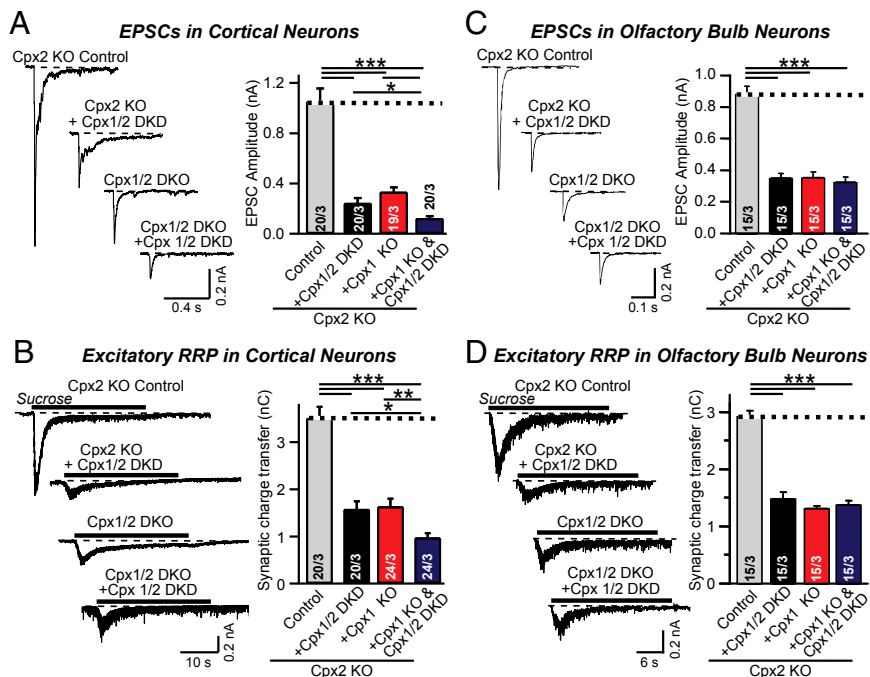 A
EPSCs in Cortical Neurons
Cpx2 KO Control
Cpx2 KO
+ Cpx1/2 DKD
Cpx1/2 DKO
Cpx1/2 DKO
+Cpx 1/2 DKD
0.4 s
0.2 nA
EPSC Amplitude (nA)
1.2
0.8
0.4
0.0
***
*
20/3
20/3
19/3
20/3
Control
+Cpx1/2 DKD
+Cpx1 KO
+Cpx1 KO &
Cpx1/2 DKD
Cpx2 KO
C
EPSCs in Olfactory Bulb Neurons
Cpx2 KO Control
Cpx2 KO
+ Cpx1/2 DKD
Cpx1/2 DKO
Cpx1/2 DKO
+Cpx 1/2 DKD
0.1 s
0.2 nA
EPSC Amplitude (nA)
1.0
0.8
0.6
0.4
0.2
0.0
***
15/3
15/3
15/3
15/3
Control
+Cpx1/2 DKD
+Cpx1 KO
+Cpx1 KO &
Cpx1/2 DKD
Cpx2 KO
B
Excitatory RRP in Cortical Neurons
Cpx2 KO Control
Sucrose
Cpx2 KO
+ Cpx1/2 DKD
Cpx1/2 DKO
Cpx1/2 DKO
+Cpx 1/2 DKD
10 s
0.2 nA
Synaptic charge transfer (nC)
3
2
1
0
***
**
*
20/3
20/3
24/3
24/3
Control
+Cpx1/2 DKD
+Cpx1 KO
+Cpx1 KO &
Cpx1/2 DKD
Cpx2 KO
D
Excitatory RRP in Olfactory Bulb Neurons
Cpx2 KO Control
Sucrose
Cpx2 KO
+ Cpx1/2 DKD
Cpx1/2 DKO
Cpx1/2 DKO
+Cpx 1/2 DKD
6 s
0.2 nA
Synaptic charge transfer (nC)
3
2
1
0
***
15/3
15/3
15/3
15/3
Control
+Cpx1/2 DKD
+Cpx1 KO
+Cpx1 KO &
Cpx1/2 DKD
Cpx2 KO